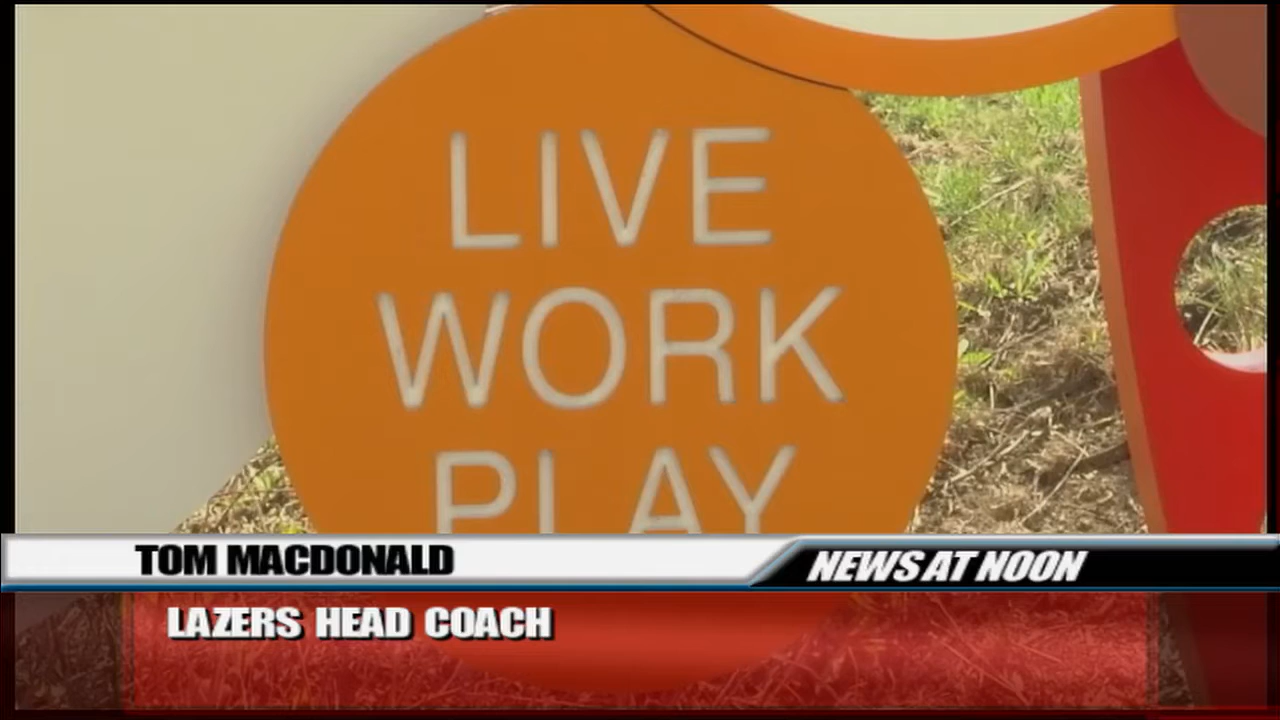 LIVE
WORK
PLAY
TOM MACDONALD
NEWS AT NOON
LAZERS HEAD COACH